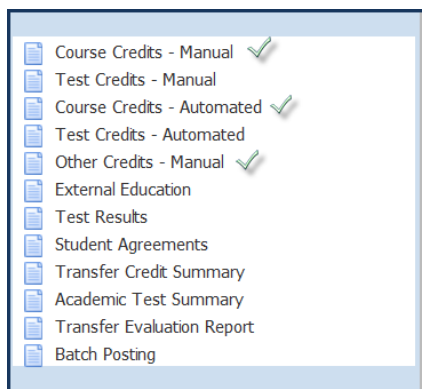 Course Credits - Manual
Test Credits - Manual
Course Credits - Automated
Test Credits - Automated
Other Credits - Manual
External Education
Test Results
Student Agreements
Transfer Credit Summary
Academic Test Summary
Transfer Evaluation Report
Batch Posting